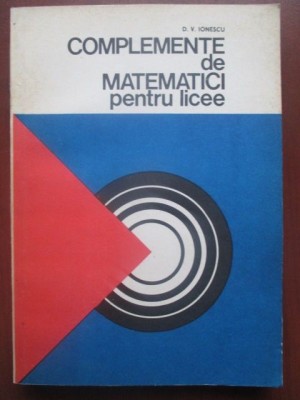 D. V. IONESCU
COMPLEMENTE
de
MATEMATICI
pentru licee